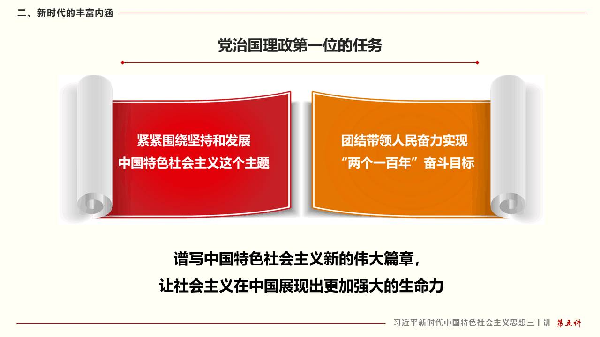 二、新时代的丰富内涵
党治国理政第一位的任务
紧紧围绕坚持和发展
中国特色社会主义这个主题
团结带领人民奋力实现
“两个一百年”奋斗目标
谱写中国特色社会主义新的伟大篇章，
让社会主义在中国展现出更加强大的生命力
习近平新时代中国特色社会主义思想三十讲 第五讲